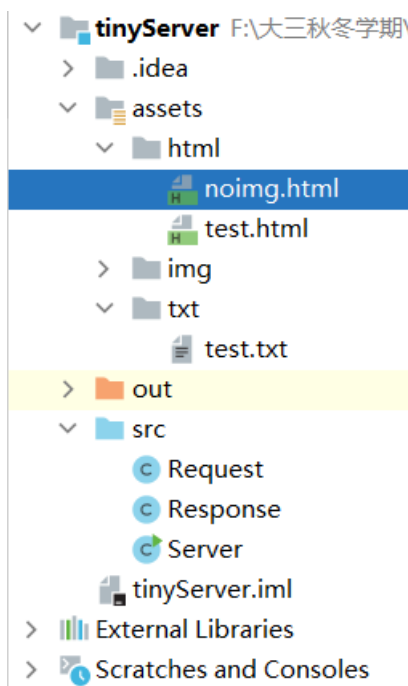 tinyServer F:\大三秋冬学期\
.idea
assets
html
noimg.html
test.html
img
txt
test.txt
out
src
Request
Response
Server
tinyServer.iml
External Libraries
Scratches and Consoles